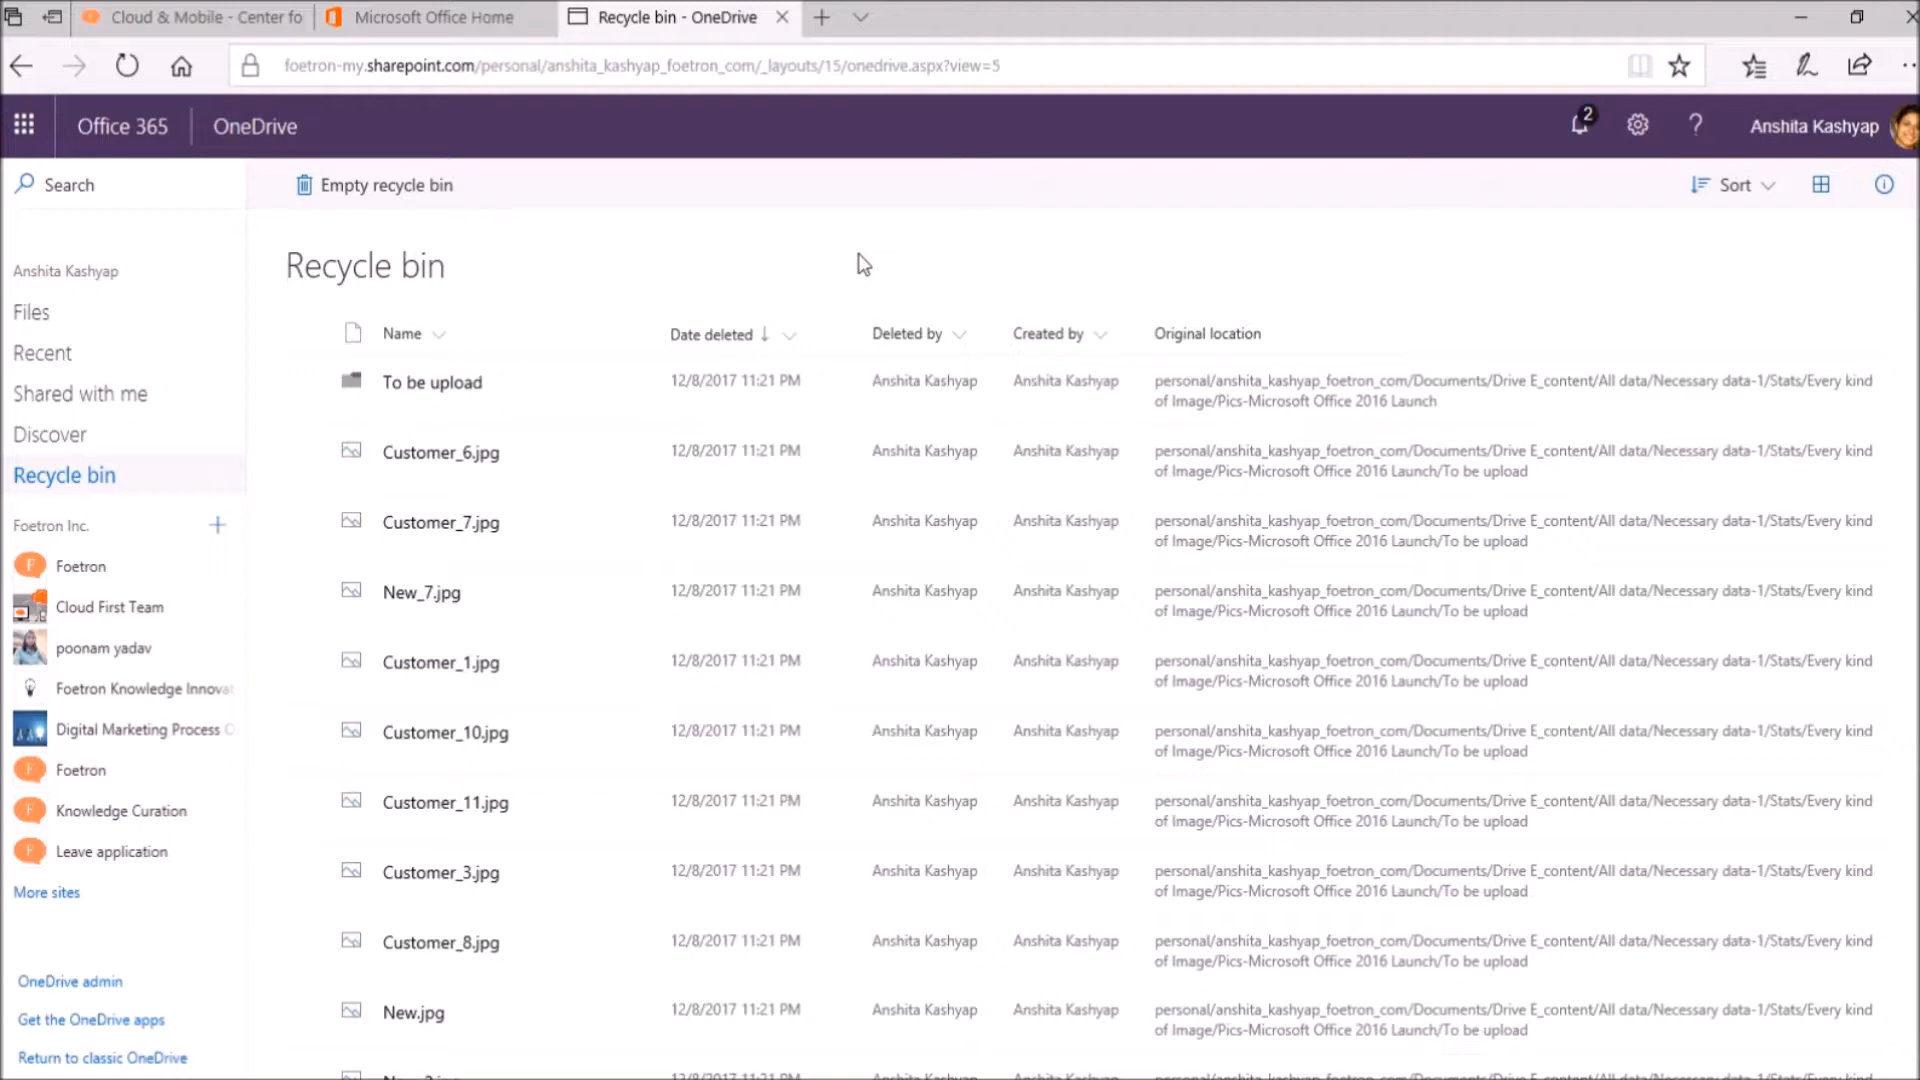 Cloud & Mobile - Center fo
Microsoft Office Home
Recycle bin - OneDrive
foetron-my.sharepoint.com/personal/anshita_kashyap_foetron_com/_layouts/15/onedrive.aspx?view=5
Office 365
OneDrive
2
Anshita Kashyap
Search
Empty recycle bin
Sort
Anshita Kashyap
Files
Recent
Shared with me
Discover
Recycle bin
Foetron Inc.
F Foetron
Cloud First Team
poonam yadav
Foetron Knowledge Innovat
Digital Marketing Process C
F Foetron
F Knowledge Curation
F Leave application
More sites
OneDrive admin
Get the OneDrive apps
Return to classic OneDrive
Recycle bin
Name Date deleted Deleted by Created by Original location
To be upload 12/8/2017 11:21 PM Anshita Kashyap Anshita Kashyap personal/anshita_kashyap_foetron_com/Documents/Drive E_content/All data/Necessary data-1/Stats/Every kind
of Image/Pics-Microsoft Office 2016 Launch
Customer_6.jpg 12/8/2017 11:21 PM Anshita Kashyap Anshita Kashyap personal/anshita_kashyap_foetron_com/Documents/Drive E_content/All data/Necessary data-1/Stats/Every kind
of Image/Pics-Microsoft Office 2016 Launch/To be upload
Customer_7.jpg 12/8/2017 11:21 PM Anshita Kashyap Anshita Kashyap personal/anshita_kashyap_foetron_com/Documents/Drive E_content/All data/Necessary data-1/Stats/Every kind
of Image/Pics-Microsoft Office 2016 Launch/To be upload
New_7.jpg 12/8/2017 11:21 PM Anshita Kashyap Anshita Kashyap personal/anshita_kashyap_foetron_com/Documents/Drive E_content/All data/Necessary data-1/Stats/Every kind
of Image/Pics-Microsoft Office 2016 Launch/To be upload
Customer_1.jpg 12/8/2017 11:21 PM Anshita Kashyap Anshita Kashyap personal/anshita_kashyap_foetron_com/Documents/Drive E_content/All data/Necessary data-1/Stats/Every kind
of Image/Pics-Microsoft Office 2016 Launch/To be upload
Customer_10.jpg 12/8/2017 11:21 PM Anshita Kashyap Anshita Kashyap personal/anshita_kashyap_foetron_com/Documents/Drive E_content/All data/Necessary data-1/Stats/Every kind
of Image/Pics-Microsoft Office 2016 Launch/To be upload
Customer_11.jpg 12/8/2017 11:21 PM Anshita Kashyap Anshita Kashyap personal/anshita_kashyap_foetron_com/Documents/Drive E_content/All data/Necessary data-1/Stats/Every kind
of Image/Pics-Microsoft Office 2016 Launch/To be upload
Customer_3.jpg 12/8/2017 11:21 PM Anshita Kashyap Anshita Kashyap personal/anshita_kashyap_foetron_com/Documents/Drive E_content/All data/Necessary data-1/Stats/Every kind
of Image/Pics-Microsoft Office 2016 Launch/To be upload
Customer_8.jpg 12/8/2017 11:21 PM Anshita Kashyap Anshita Kashyap personal/anshita_kashyap_foetron_com/Documents/Drive E_content/All data/Necessary data-1/Stats/Every kind
of Image/Pics-Microsoft Office 2016 Launch/To be upload
New.jpg 12/8/2017 11:21 PM Anshita Kashyap Anshita Kashyap personal/anshita_kashyap_foetron_com/Documents/Drive E_content/All data/Necessary data-1/Stats/Every kind
of Image/Pics-Microsoft Office 2016 Launch/To be upload